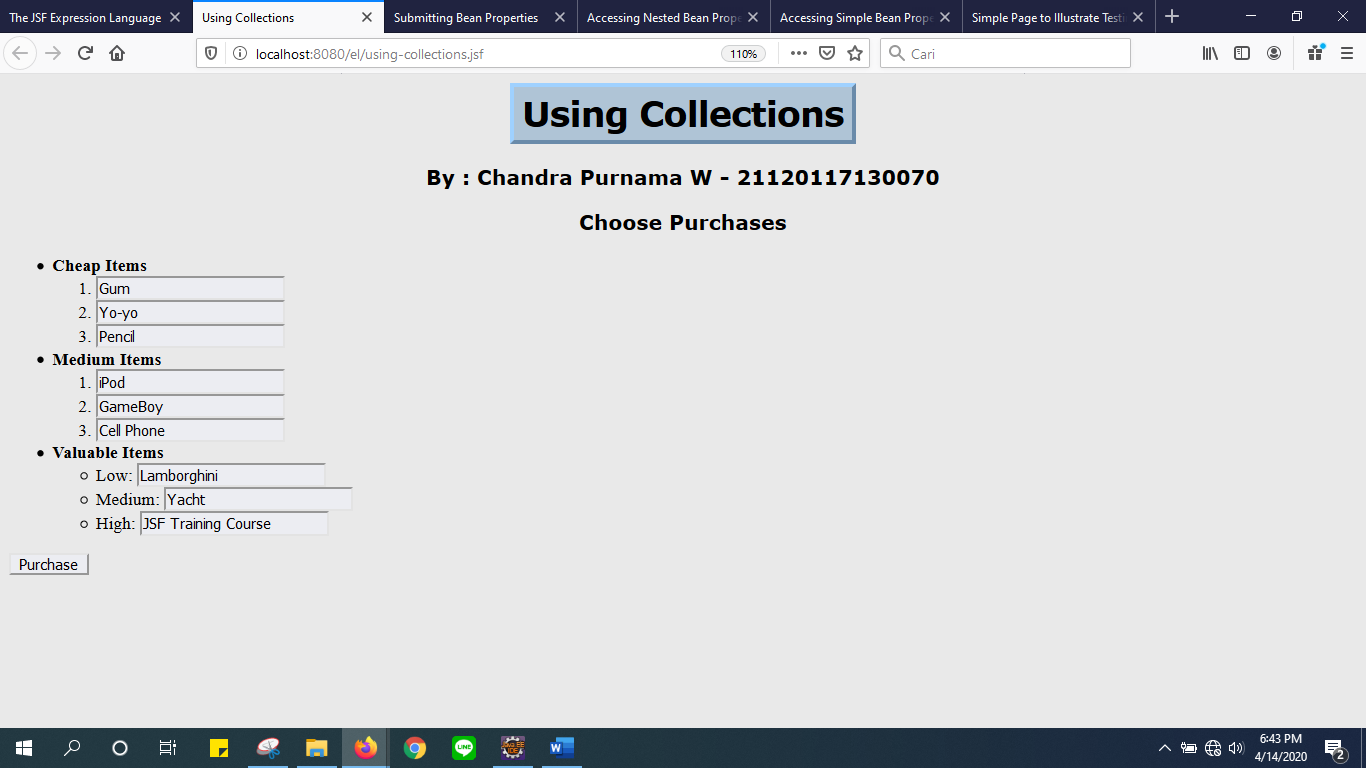 The JSF Expression Language
Using Collections
Submitting Bean Properties
Accessing Nested Bean Prope
Accessing Simple Bean Prope
Simple Page to Illustrate Testi
localhost:8080/el/using-collections.jsf
110%
Cari
Using Collections
By : Chandra Purnama W - 21120117130070
Choose Purchases
• Cheap Items
1. Gum
2. Yo-yo
3. Pencil
• Medium Items
1. iPod
2. GameBoy
3. Cell Phone
• Valuable Items
Low: Lamborghini
Medium: Yacht
High: JSF Training Course
Purchase
LINE
6:43 PM
4/14/2020
2